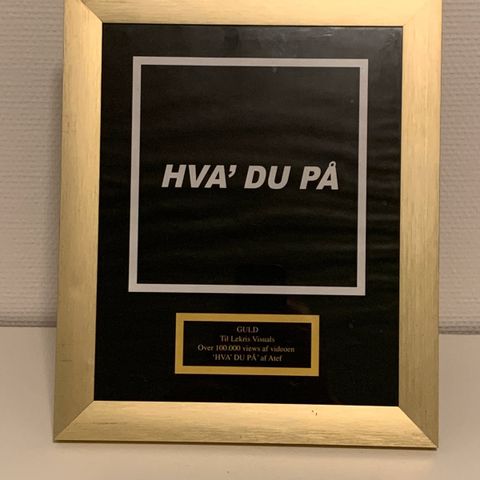 HVA' DU PÅ
GULD
Til Lekris Visuals
Over 100.000 views af videoen
'HVA' DU PÅ' af Atef